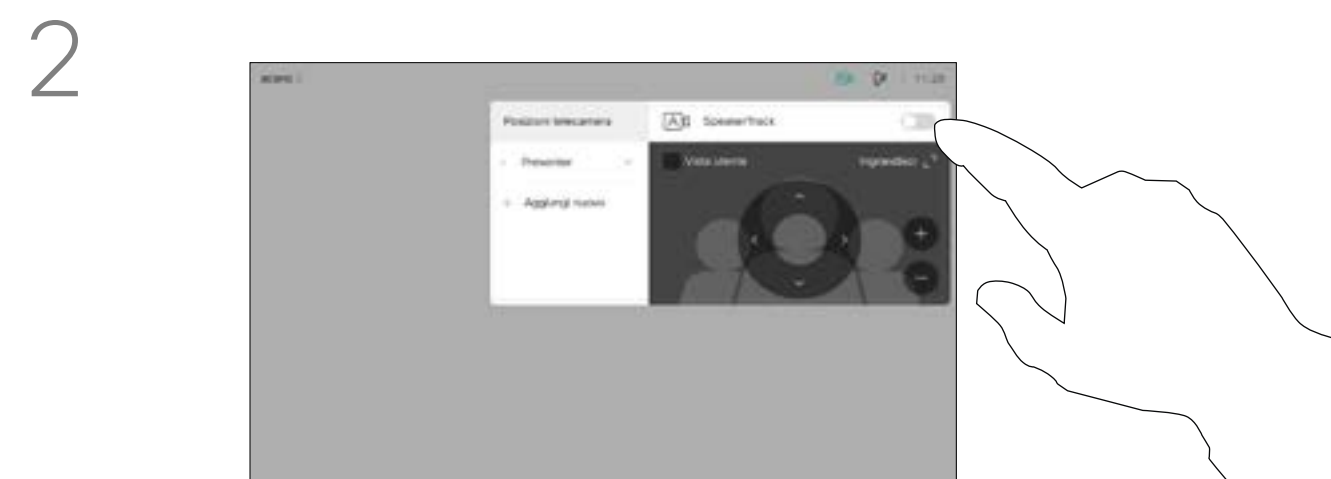 2
Posizioni telecamera
SpeakerTrack
Presenter
Vista utente
Ingrandisci
Aggiungi nuovo